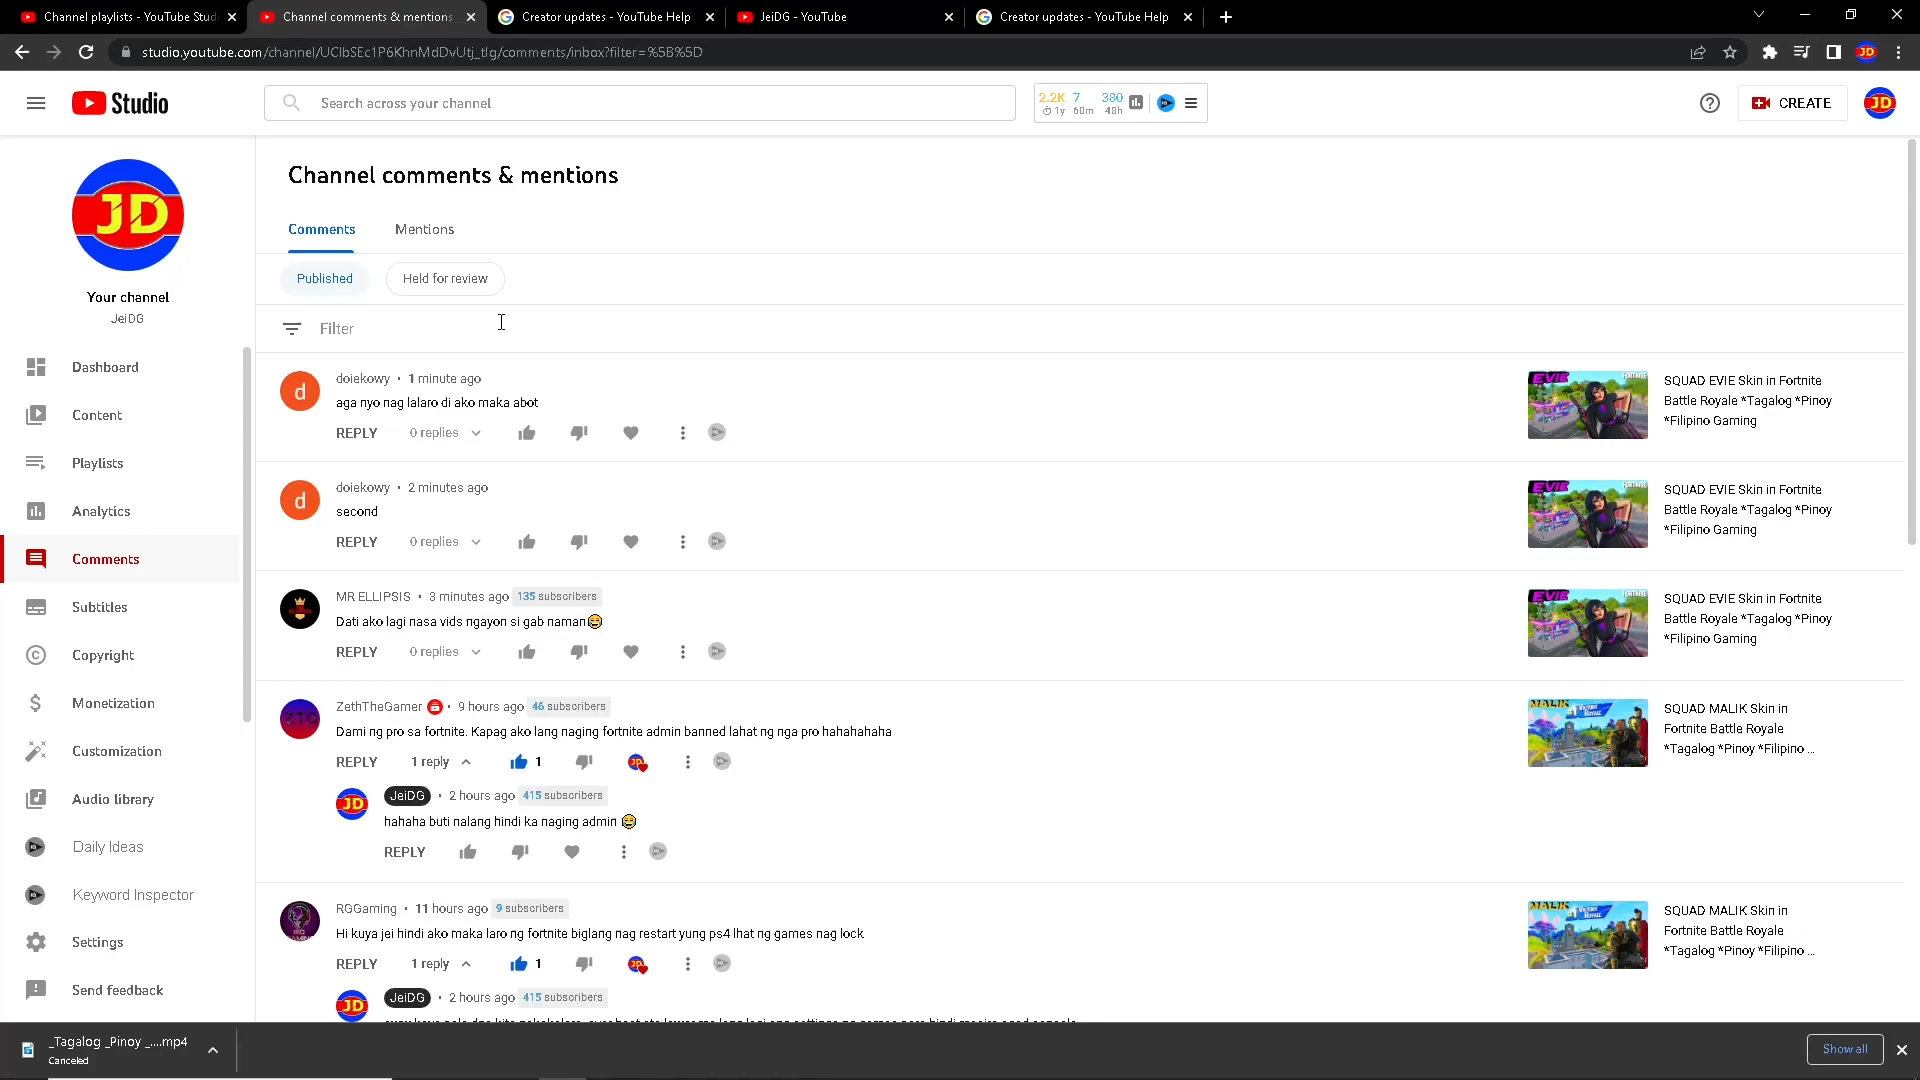 Channel playlists - YouTube Stud
Channel comments & mentions
Creator updates - YouTube Help
JeiDG - YouTube
Creator updates - YouTube Help
studio.youtube.com/channel/UClbSEc1P6KhnMdDvUtj_tlg/comments/inbox?filter=%5B%5D
Studio
Search across your channel
2.2K 7 380
1y 60m 48h
CREATE
JD
Your channel
JeiDG
Dashboard
Content
Playlists
Analytics
Comments
Subtitles
Copyright
Monetization
Customization
Audio library
Daily Ideas
Keyword Inspector
Settings
Send feedback
Channel comments & mentions
Comments Mentions
Published Held for review
Filter
doiekowy • 1 minute ago
aga nyo nag lalaro di ako maka abot
REPLY 0 replies
SQUAD EVIE Skin in Fortnite
Battle Royale *Tagalog *Pinoy
*Filipino Gaming
doiekowy • 2 minutes ago
second
REPLY 0 replies
SQUAD EVIE Skin in Fortnite
Battle Royale *Tagalog *Pinoy
*Filipino Gaming
MR ELLIPSIS • 3 minutes ago 135 subscribers
Dati ako lagi nasa vids ngayon si gab naman😂
REPLY 0 replies
SQUAD EVIE Skin in Fortnite
Battle Royale *Tagalog *Pinoy
*Filipino Gaming
ZethTheGamer • 9 hours ago 46 subscribers
Dami ng pro sa fortnite. Kapag ako lang naging fortnite admin banned lahat ng nga pro hahahahaha
REPLY 1 reply 1
SQUAD MALIK Skin in
Fortnite Battle Royale
*Tagalog *Pinoy *Filipino ...
JeiDG • 2 hours ago 415 subscribers
hahaha buti nalang hindi ka naging admin 😂
REPLY
RGGaming • 11 hours ago 9 subscribers
Hi kuya jei hindi ako maka laro ng fortnite biglang nag restart yung ps4 lhat ng games nag lock
REPLY 1 reply 1
SQUAD MALIK Skin in
Fortnite Battle Royale
*Tagalog *Pinoy *Filipino ...
JeiDG • 2 hours ago 415 subscribers
_Tagalog _Pinoy _....mp4
Canceled
Show all